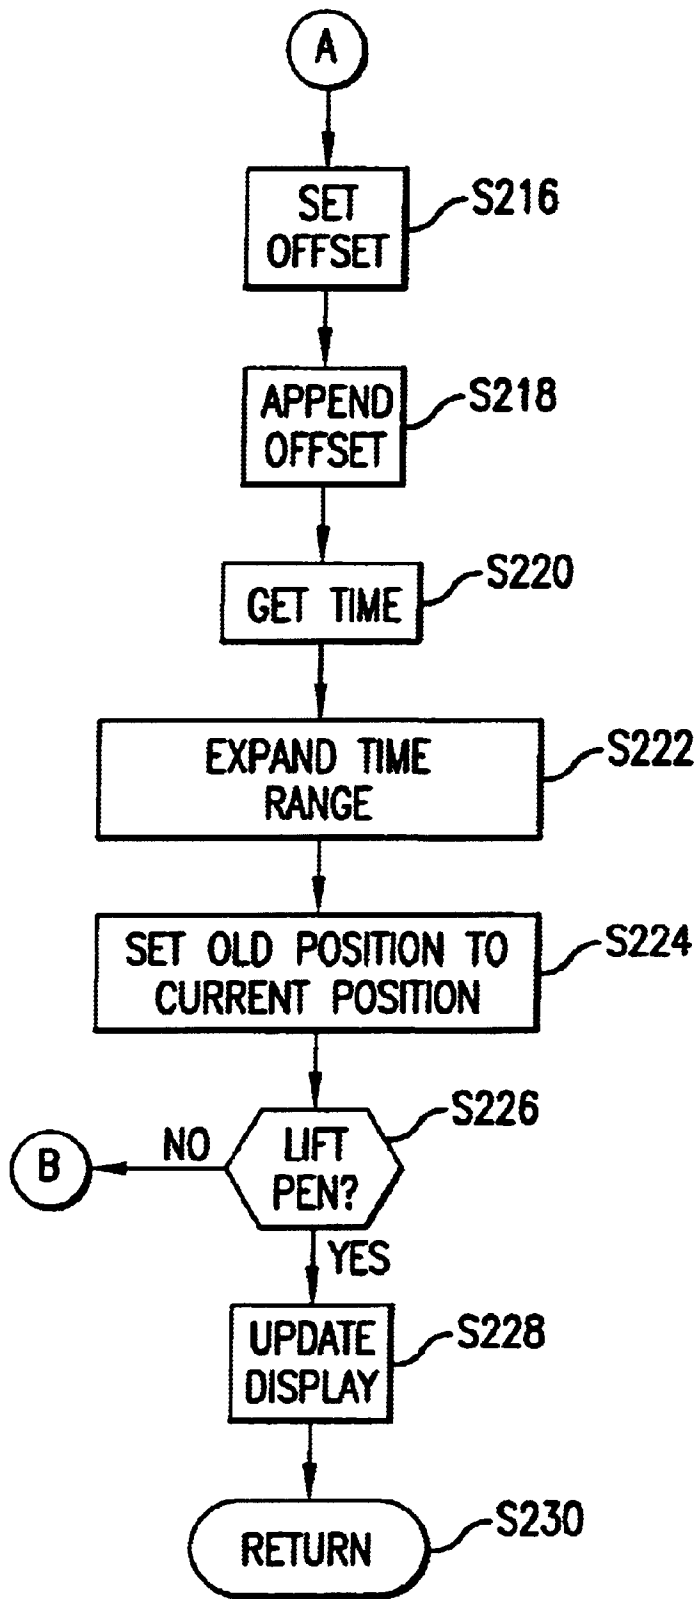 A
SET
OFFSET
S216
APPEND
OFFSET
S218
GET TIME
S220
EXPAND TIME
RANGE
S222
SET OLD POSITION TO
CURRENT POSITION
S224
LIFT
PEN?
S226
NO
B
YES
UPDATE
DISPLAY
S228
RETURN
S230